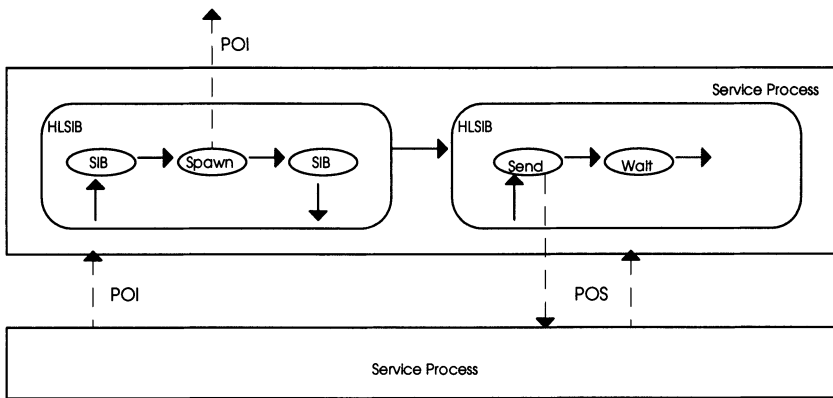 POI
Service Process
HLSIB
HLSIB
SIB
Spawn
SIB
Send
Wait
POI
POS
Service Process